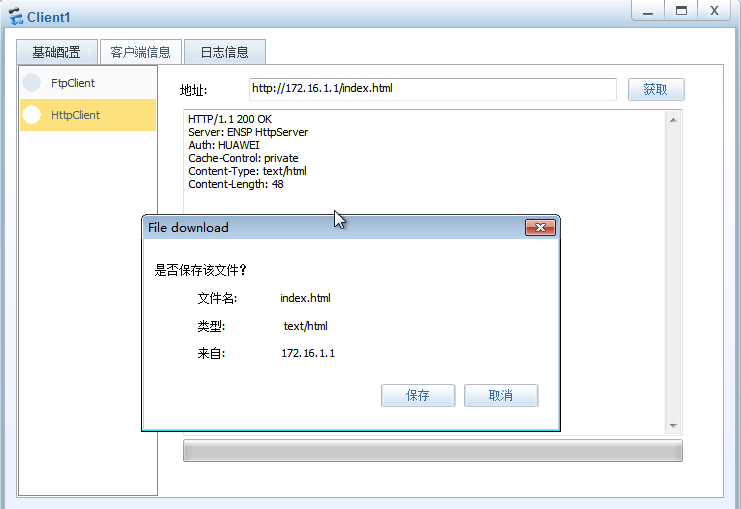 Client1
基础配置 客户端信息 日志信息
FtpClient
HttpClient
地址: http://172.16.1.1/index.html 获取
HTTP/1.1 200 OK
Server: ENSP HttpServer
Auth: HUAWEI
Cache-Control: private
Content-Type: text/html
Content-Length: 48
File download
是否保存该文件?
文件名: index.html
类型: text/html
来自: 172.16.1.1
保存 取消